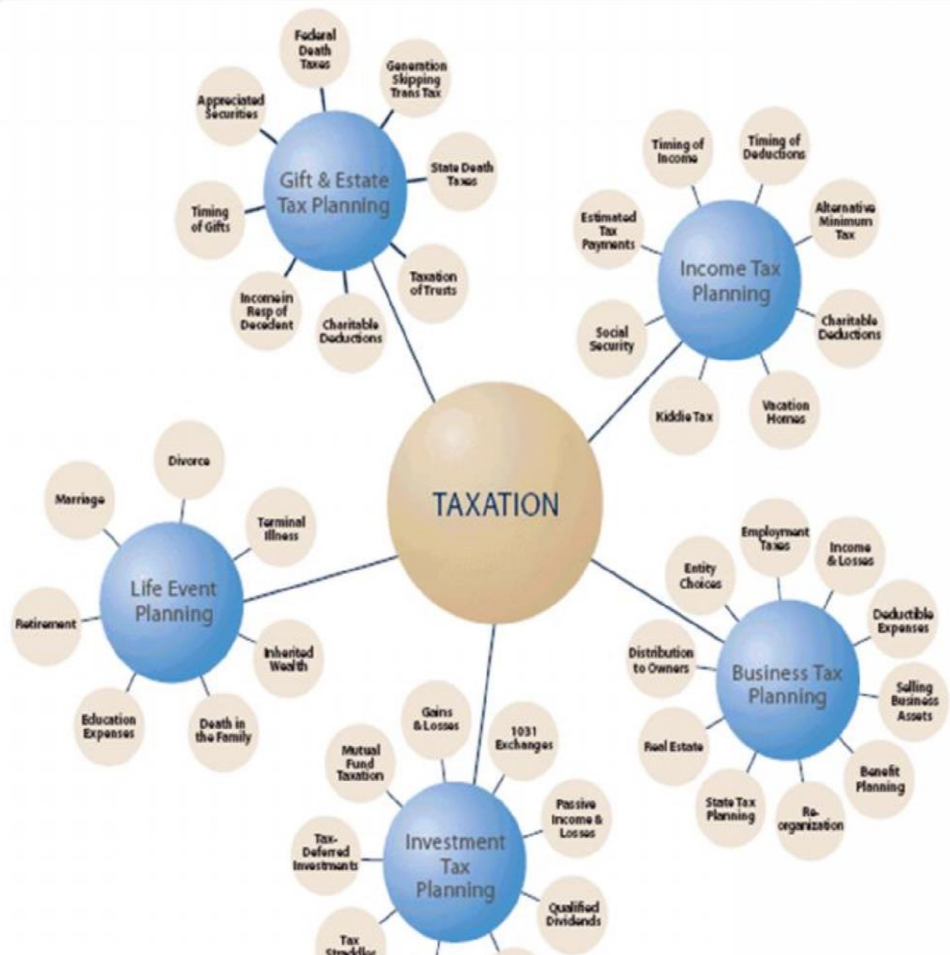 Federal
Death
Taxes
Generation
Skipping
Trans Tax
Appreciated
Securities
State Death
Taxes
Gift & Estate
Tax Planning
Timing
of Gifts
Taxation
of Trusts
Income in
Resp of
Decedent
Charitable
Deductions
Timing of
Income
Timing of
Deductions
Estimated
Tax
Payments
Alternative
Minimum
Tax
Income Tax
Planning
Social
Security
Charitable
Deductions
Kiddie Tax
Vacation
Homes
TAXATION
Divorce
Marriage
Terminal
Illness
Life Event
Planning
Retirement
Inherited
Wealth
Education
Expenses
Death in
the Family
Employment
Taxes
Income
& Losses
Entity
Choices
Deductible
Expenses
Distribution
to Owners
Business Tax
Planning
Selling
Business
Assets
Real Estate
Benefit
Planning
State Tax
Planning
Re-
organization
Gains
& Losses
1031
Exchanges
Mutual
Fund
Taxation
Passive
Income &
Losses
Tax-
Deferred
Investments
Investment
Tax
Planning
Qualified
Dividends
Tax
Straddles